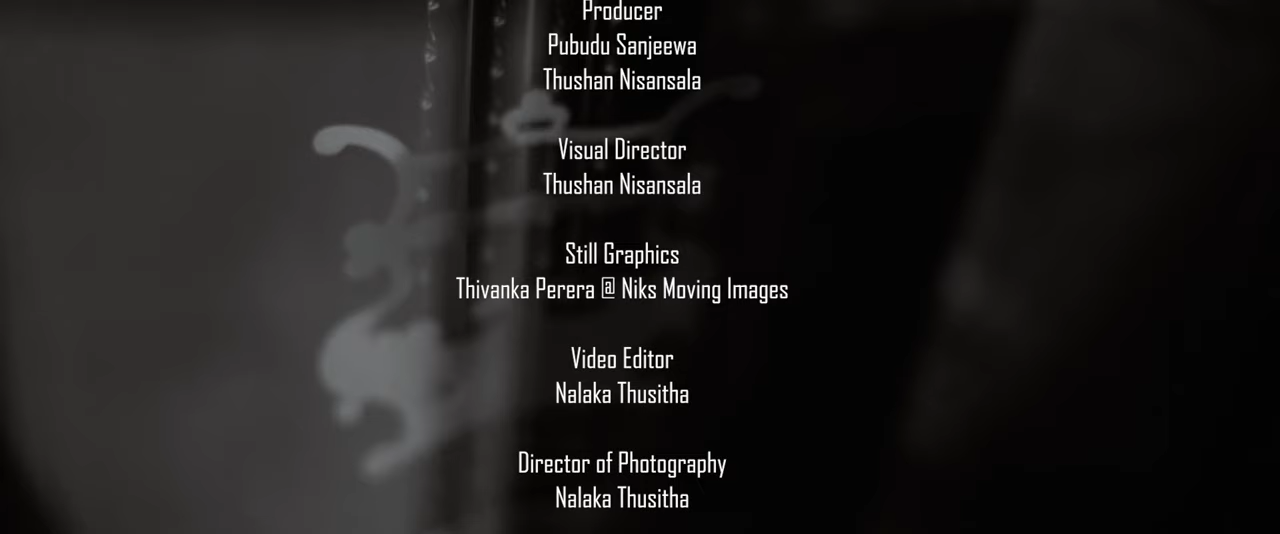 Producer
Pubudu Sanjeewa
Thushan Nisansala
Visual Director
Thushan Nisansala
Still Graphics
Thivanka Perera @ Niks Moving Images
Video Editor
Nalaka Thusitha
Director of Photography
Nalaka Thusitha